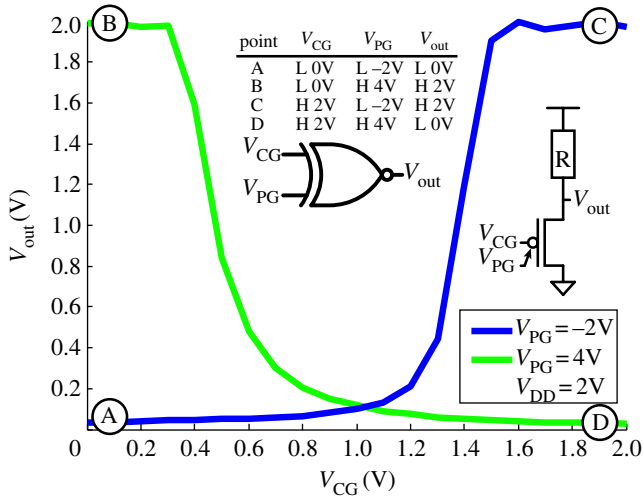 point V_CG V_PG V_out
A L 0V L –2V L 0V
B L 0V H 4V H 2V
C H 2V L –2V H 2V
D H 2V H 4V L 0V
V_CG
V_PG
V_out
R
V_out
V_CG
V_PG
V_PG = –2V
V_PG = 4V
V_DD = 2V
A
B
C
D
V_out (V)
2.0
1.8
1.6
1.4
1.2
1.0
0.8
0.6
0.4
0.2
0 0.2 0.4 0.6 0.8 1.0 1.2 1.4 1.6 1.8 2.0
V_CG (V)